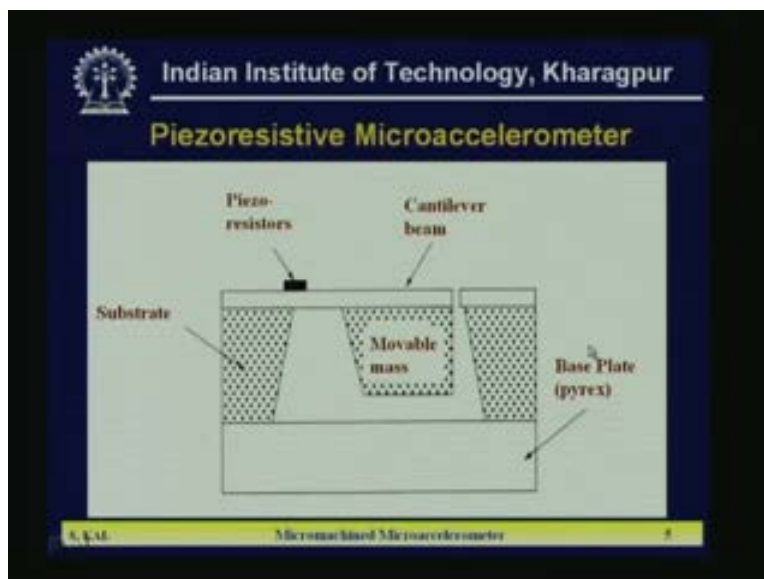 Indian Institute of Technology, Kharagpur
Piezoresistive Microaccelerometer
Piezo-
resistors
Cantilever
beam
Substrate
Movable
mass
Base Plate
(pyrex)
S. KAL
Micromachined Microaccelerometer
5